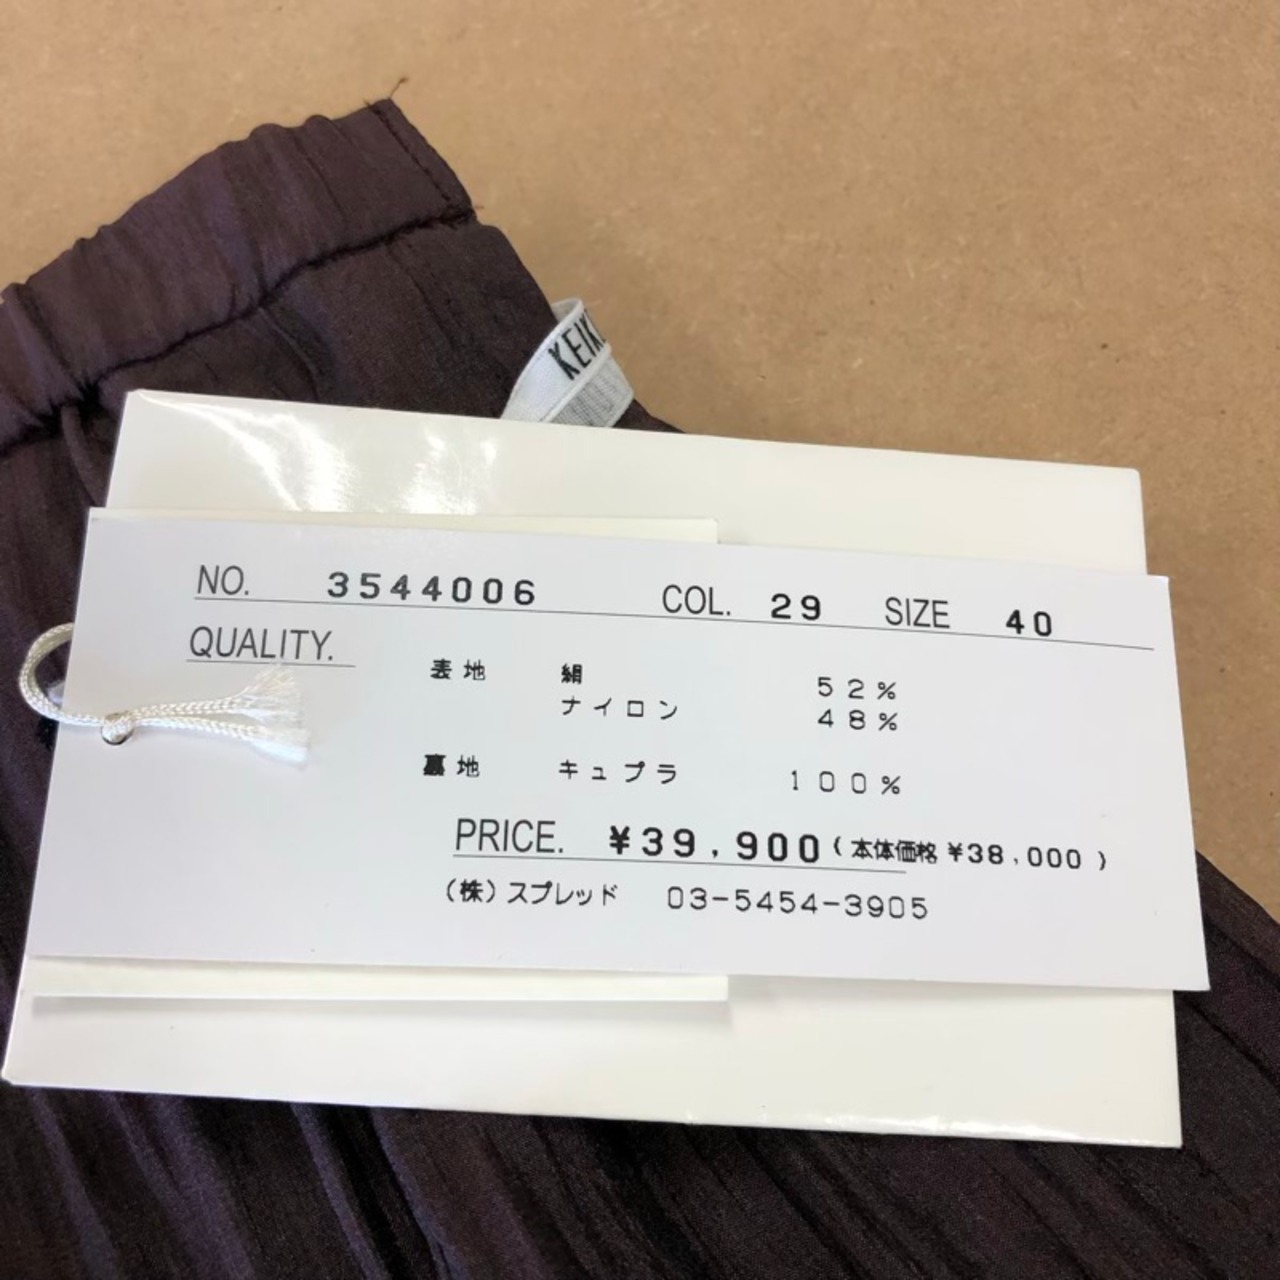 KEIK
NO. 3544006 COL. 29 SIZE 40
QUALITY.
表地 絹 52%
ナイロン 48%
裏地 キュプラ 100%
PRICE. ¥39,900(本体価格 ¥38,000)
(株)スプレッド 03-5454-3905